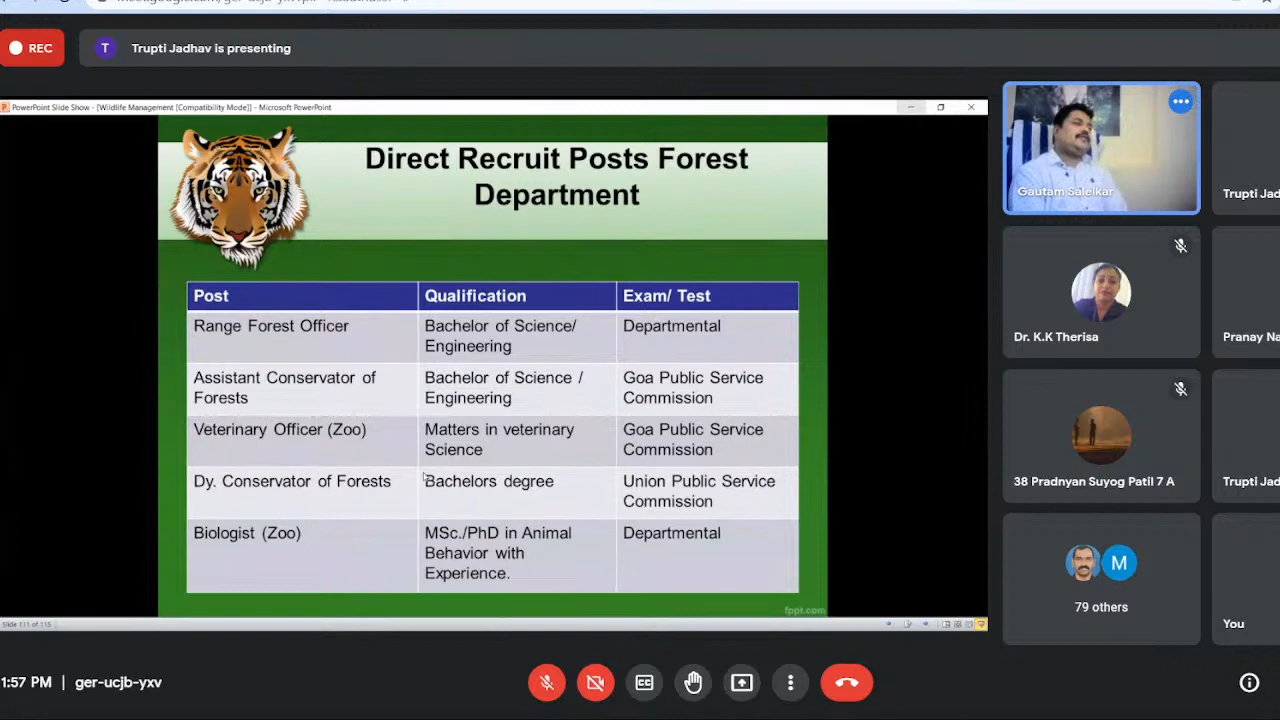 REC
T
Trupti Jadhav is presenting
PowerPoint Slide Show - [Wildlife Management [Compatibility Mode]] - Microsoft PowerPoint
Direct Recruit Posts Forest
Department
Post
Qualification
Exam/ Test
Range Forest Officer
Bachelor of Science/
Engineering
Departmental
Assistant Conservator of
Forests
Bachelor of Science /
Engineering
Goa Public Service
Commission
Veterinary Officer (Zoo)
Matters in veterinary
Science
Goa Public Service
Commission
Dy. Conservator of Forests
Bachelors degree
Union Public Service
Commission
Biologist (Zoo)
MSc./PhD in Animal
Behavior with
Experience.
Departmental
fppt.com
Slide 111 of 115
Gautam Salelkar
Trupti Jad
Dr. K.K Therisa
Pranay Na
38 Pradnyan Suyog Patil 7 A
Trupti Jad
M
79 others
You
1:57 PM | ger-ucjb-yxv